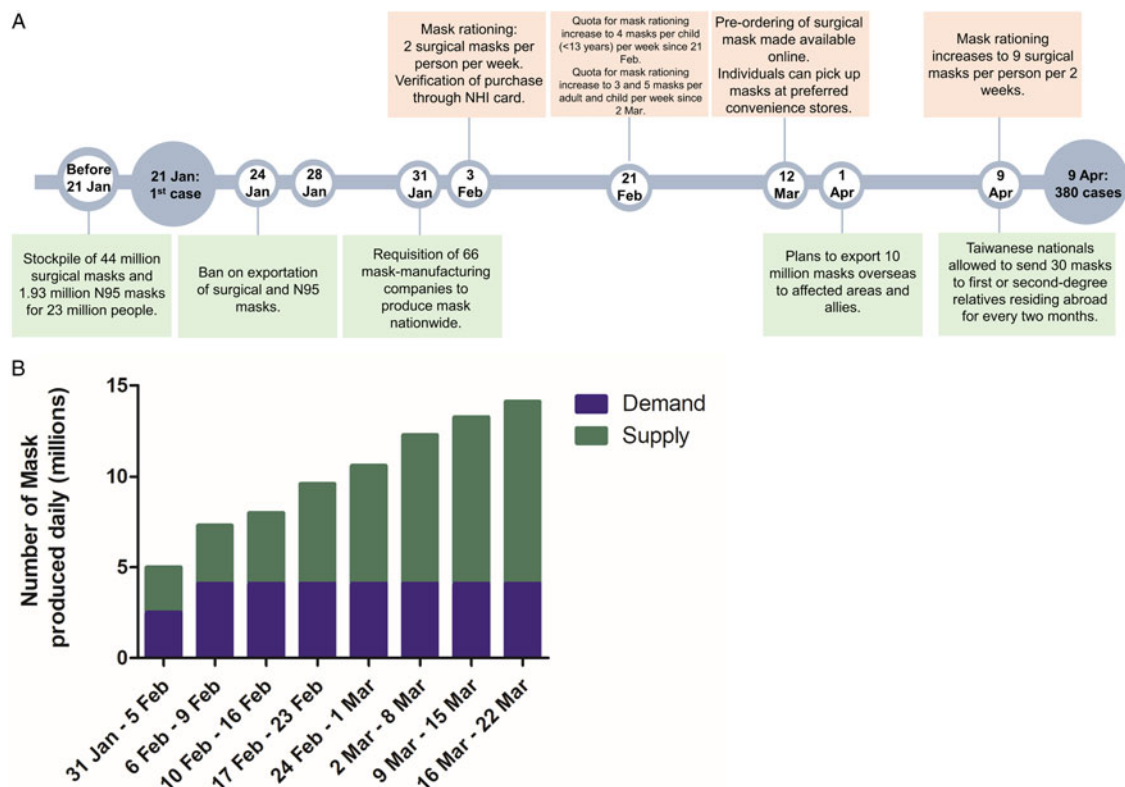 A
Mask rationing:
2 surgical masks per
person per week.
Verification of purchase
through NHI card.
Quota for mask rationing
increase to 4 masks per child
(<13 years) per week since 21
Feb.
Quota for mask rationing
increase to 3 and 5 masks per
adult and child per week since
2 Mar.
Pre-ordering of surgical
mask made available
online.
Individuals can pick up
masks at preferred
convenience stores.
Mask rationing
increases to 9 surgical
masks per person per 2
weeks.
Before
21 Jan
21 Jan:
1st case
24
Jan
28
Jan
31
Jan
3
Feb
21
Feb
12
Mar
1
Apr
9
Apr
9 Apr:
380 cases
Stockpile of 44 million
surgical masks and
1.93 million N95 masks
for 23 million people.
Ban on exportation
of surgical and N95
masks.
Requisition of 66
mask-manufacturing
companies to
produce mask
nationwide.
Plans to export 10
million masks overseas
to affected areas and
allies.
Taiwanese nationals
allowed to send 30 masks
to first or second-degree
relatives residing abroad
for every two months.
B
Number of Mask
produced daily (millions)
15
10
5
0
Demand
Supply
31 Jan - 5 Feb
6 Feb - 9 Feb
10 Feb - 16 Feb
17 Feb - 23 Feb
24 Feb - 1 Mar
2 Mar - 8 Mar
9 Mar - 15 Mar
16 Mar - 22 Mar